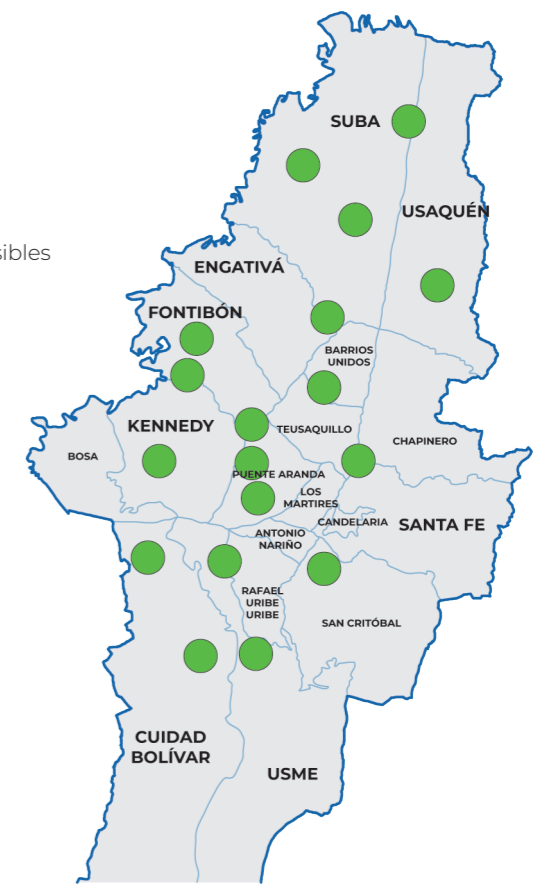 SUBA
USAQUÉN
sibles
ENGATIVÁ
FONTIBÓN
BARRIOS
UNIDOS
KENNEDY
TEUSAQUILLO
CHAPINERO
BOSA
PUENTE ARANDA
LOS
MARTIRES
CANDELARIA
SANTA FE
ANTONIO
NARIÑO
RAFAEL
URIBE
URIBE
SAN CRITÓBAL
CUIDAD
BOLÍVAR
USME